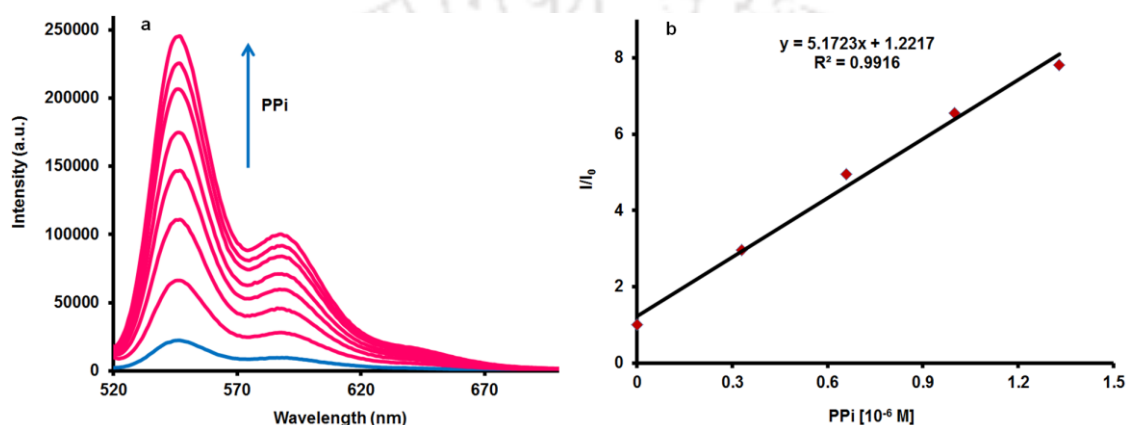 a
250000
200000
150000
100000
50000
0
520
570
620
670
Intensity (a.u.)
Wavelength (nm)
PPi
b
y = 5.1723x + 1.2217
R² = 0.9916
8
6
4
2
0
0
0.3
0.6
0.9
1.2
1.5
I/I₀
PPi [10⁻⁶ M]